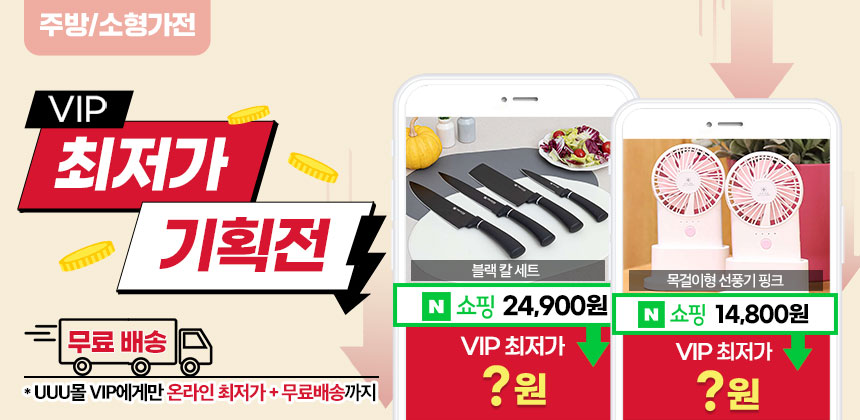 주방/소형가전
VIP
최저가
기획전
무료 배송
* UUU몰 VIP에게만 온라인 최저가 + 무료배송까지
블랙 칼 세트
N 쇼핑 24,900원
VIP 최저가
?원
목걸이형 선풍기 핑크
N 쇼핑 14,800원
VIP 최저가
?원